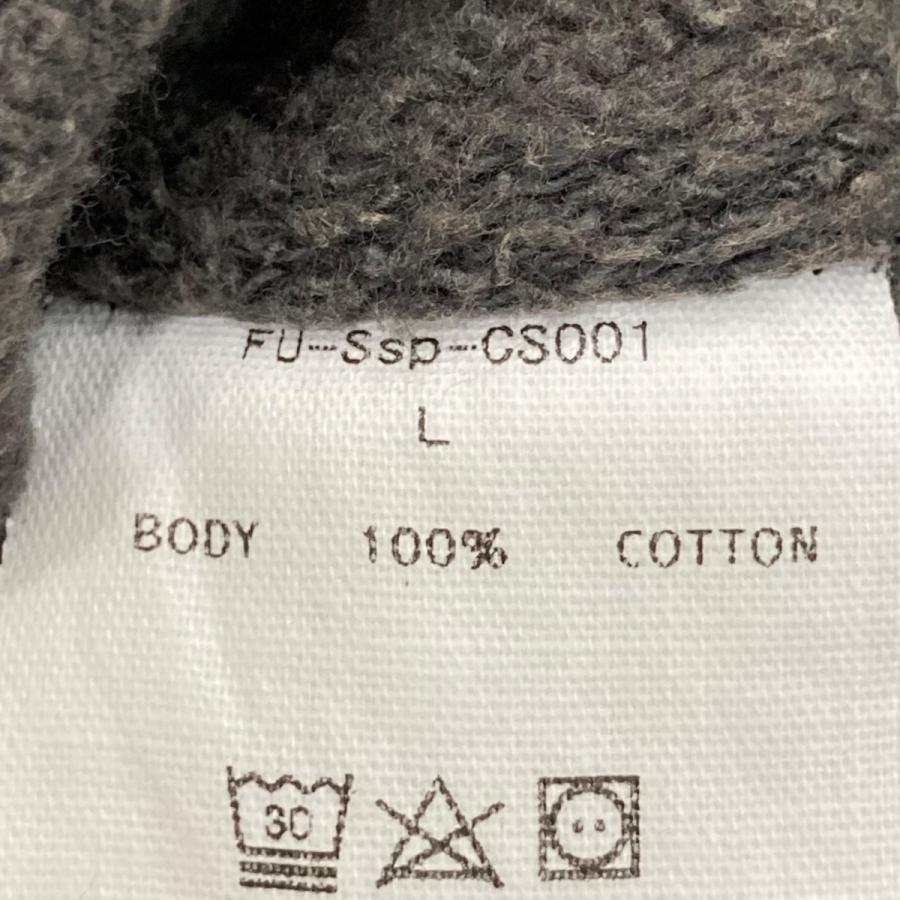 FU-Ssp-CS001
L
BODY 100% COTTON
30